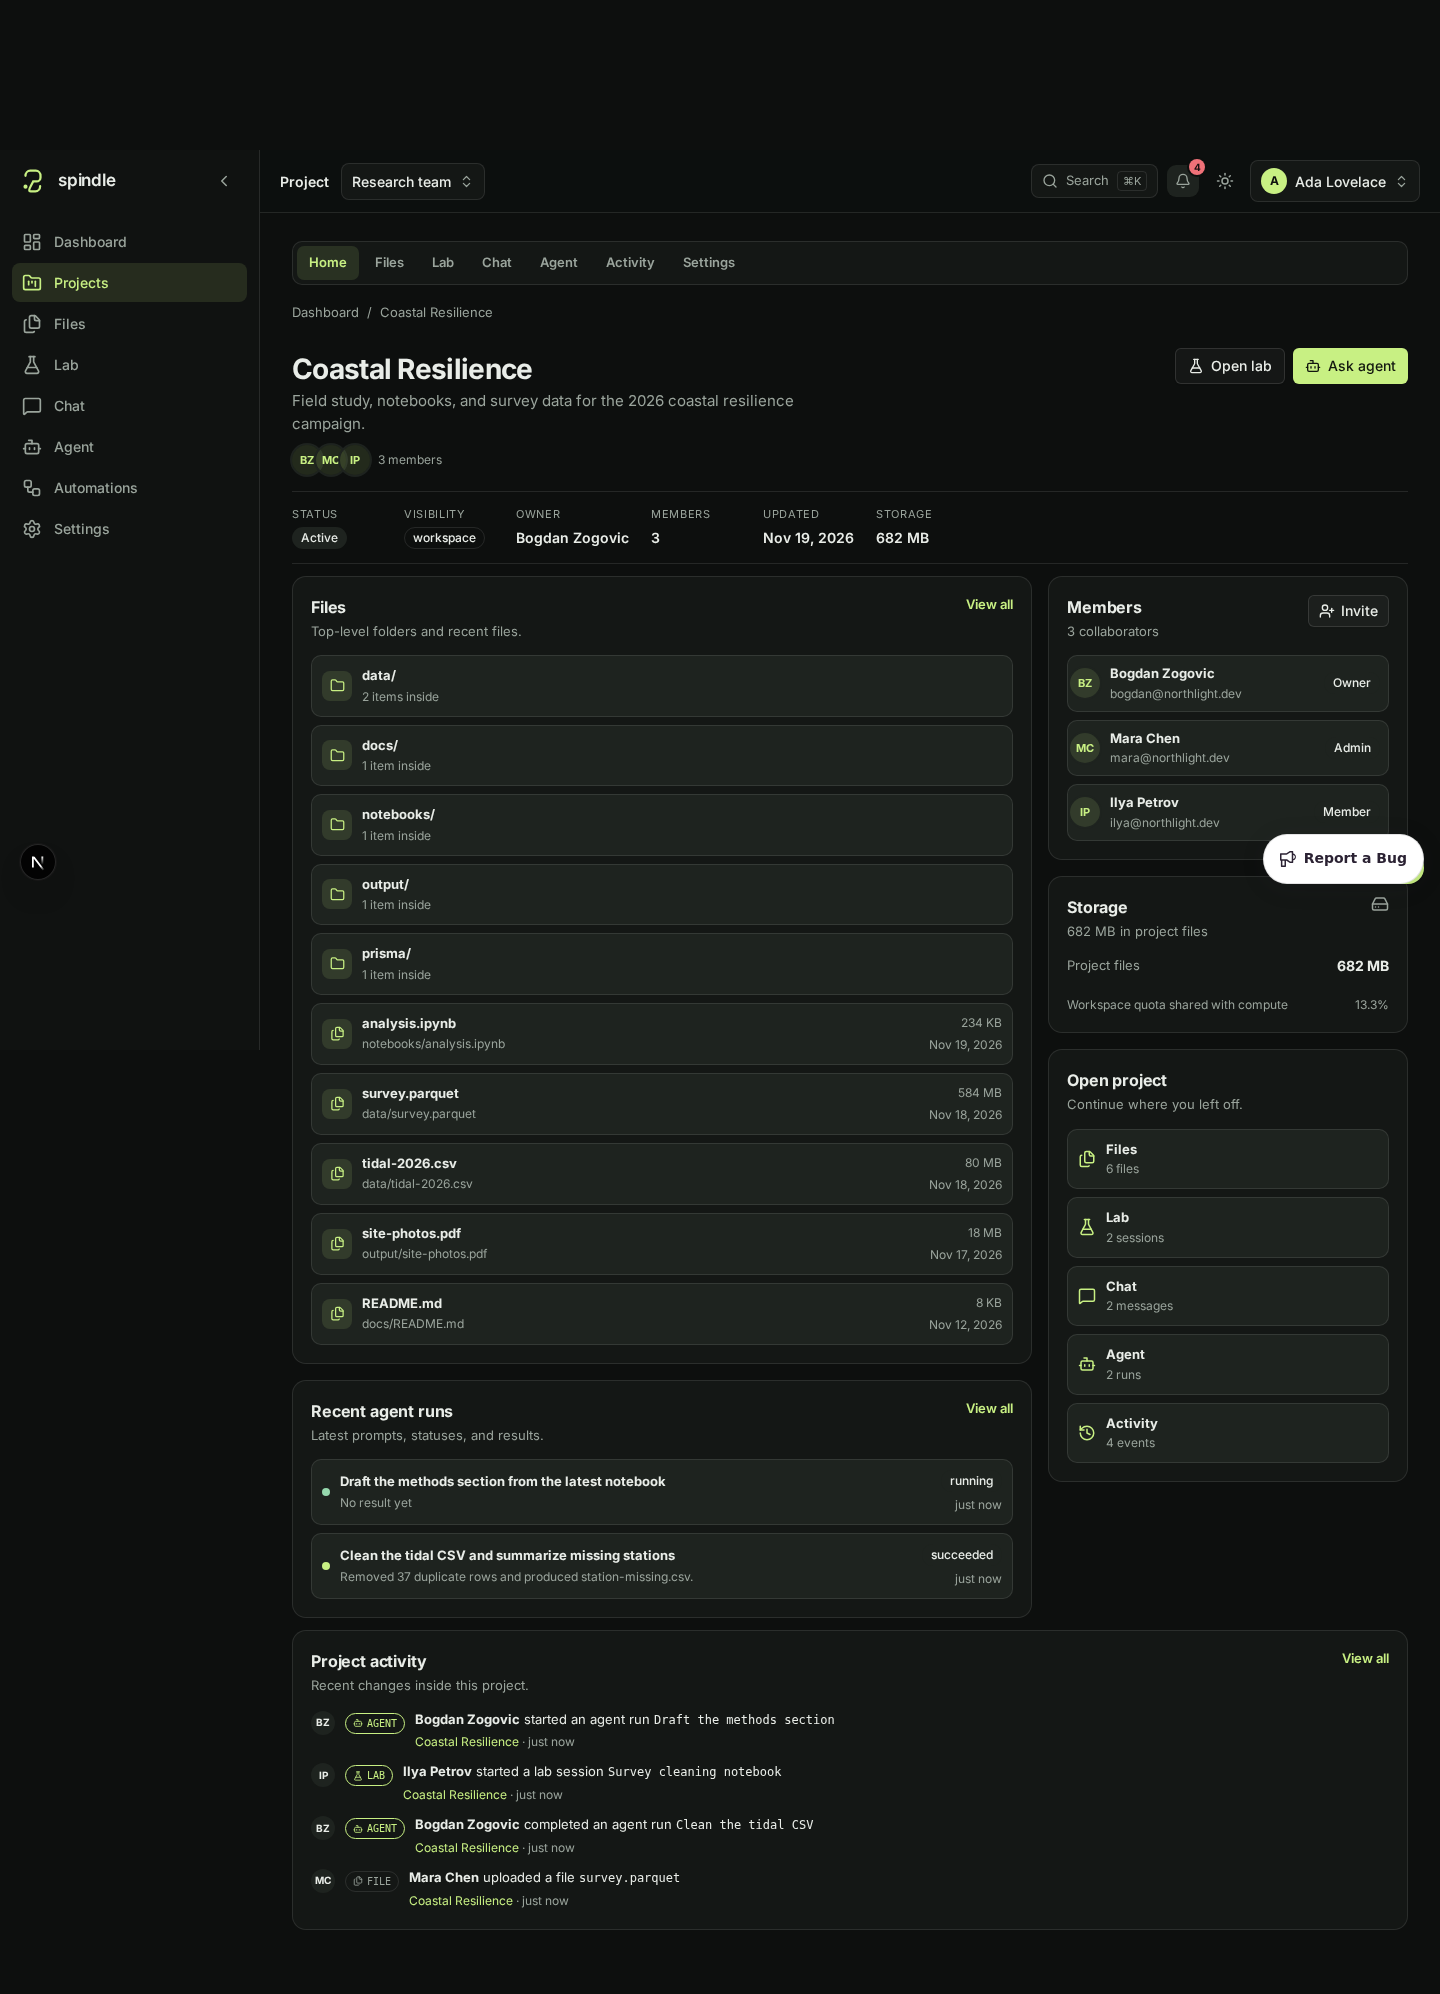 spindle
Dashboard
Projects
Files
Lab
Chat
Agent
Automations
Settings
Project
Research team
Search ⌘K
4
A Ada Lovelace
Home Files Lab Chat Agent Activity Settings
Dashboard / Coastal Resilience
Coastal Resilience
Field study, notebooks, and survey data for the 2026 coastal resilience
campaign.
BZ MC IP 3 members
Open lab
Ask agent
STATUS VISIBILITY OWNER MEMBERS UPDATED STORAGE
Active workspace Bogdan Zogovic 3 Nov 19, 2026 682 MB
Files View all
Top-level folders and recent files.
data/
2 items inside
docs/
1 item inside
notebooks/
1 item inside
output/
1 item inside
prisma/
1 item inside
analysis.ipynb 234 KB
notebooks/analysis.ipynb Nov 19, 2026
survey.parquet 584 MB
data/survey.parquet Nov 18, 2026
tidal-2026.csv 80 MB
data/tidal-2026.csv Nov 18, 2026
site-photos.pdf 18 MB
output/site-photos.pdf Nov 17, 2026
README.md 8 KB
docs/README.md Nov 12, 2026
Members Invite
3 collaborators
BZ Bogdan Zogovic Owner
bogdan@northlight.dev
MC Mara Chen Admin
mara@northlight.dev
IP Ilya Petrov Member
ilya@northlight.dev
Report a Bug
Storage
682 MB in project files
Project files 682 MB
Workspace quota shared with compute 13.3%
Open project
Continue where you left off.
Files
6 files
Lab
2 sessions
Chat
2 messages
Agent
2 runs
Activity
4 events
Recent agent runs View all
Latest prompts, statuses, and results.
Draft the methods section from the latest notebook running
No result yet just now
Clean the tidal CSV and summarize missing stations succeeded
Removed 37 duplicate rows and produced station-missing.csv. just now
Project activity View all
Recent changes inside this project.
BZ AGENT Bogdan Zogovic started an agent run Draft the methods section
Coastal Resilience · just now
IP LAB Ilya Petrov started a lab session Survey cleaning notebook
Coastal Resilience · just now
BZ AGENT Bogdan Zogovic completed an agent run Clean the tidal CSV
Coastal Resilience · just now
MC FILE Mara Chen uploaded a file survey.parquet
Coastal Resilience · just now